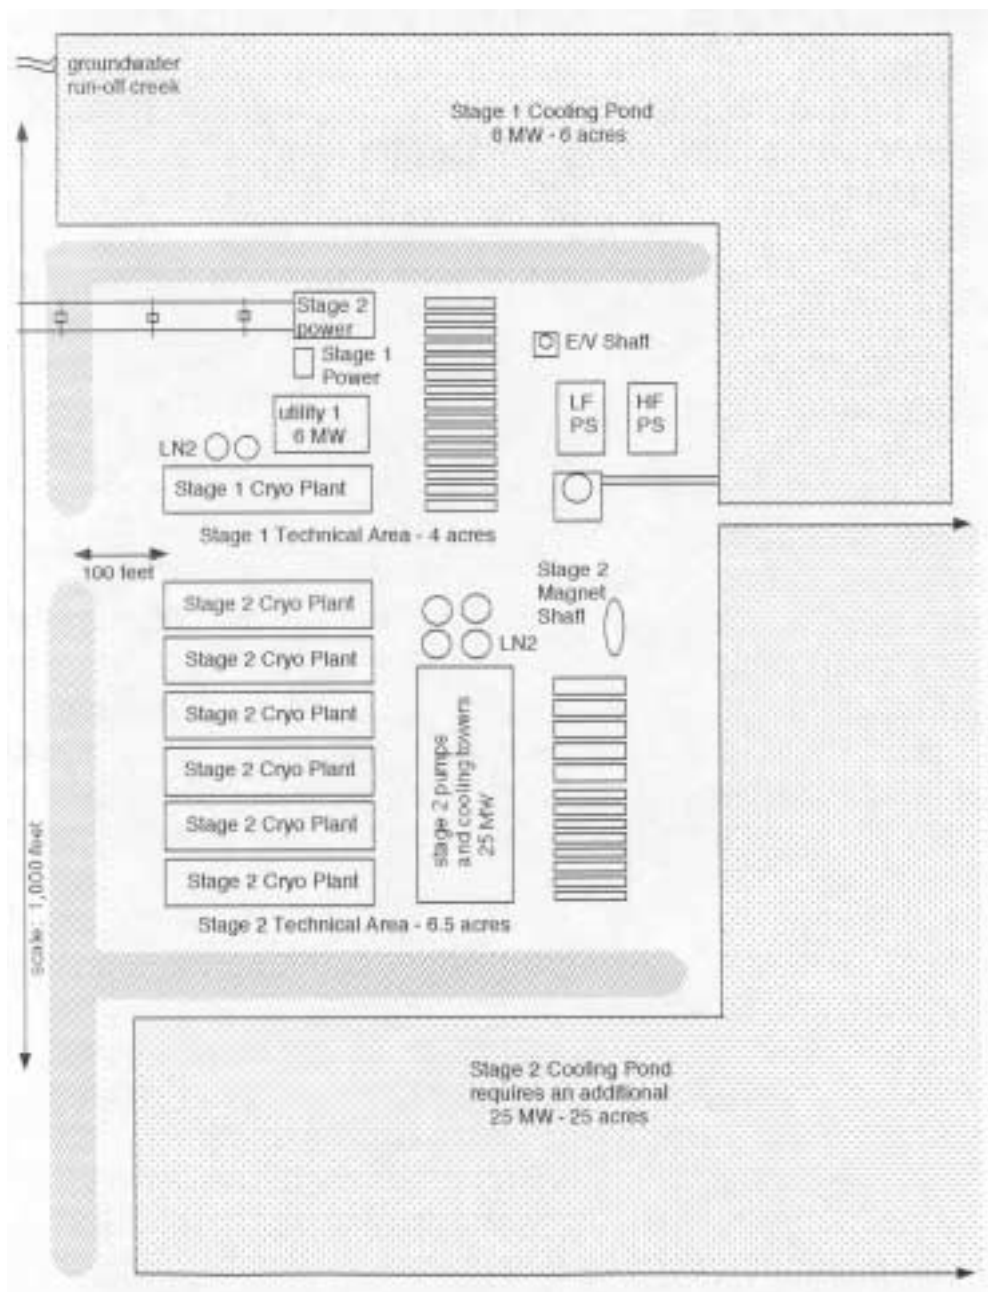 groundwater
run-off creek
Stage 1 Cooling Pond
6 MW - 6 acres
Stage 2
power
Stage 1
Power
E/V Shaft
utility 1
6 MW
LF
PS
HF
PS
LN2
Stage 1 Cryo Plant
Stage 1 Technical Area - 4 acres
100 feet
Stage 2
Magnet
Shaft
Stage 2 Cryo Plant
LN2
Stage 2 Cryo Plant
Stage 2 Cryo Plant
Stage 2 Cryo Plant
Stage 2 Cryo Plant
Stage 2 Cryo Plant
stage 2 pumps
and cooling towers
25 MW
Stage 2 Technical Area - 6.5 acres
scale: 1,000 feet
Stage 2 Cooling Pond
requires an additional
25 MW - 25 acres